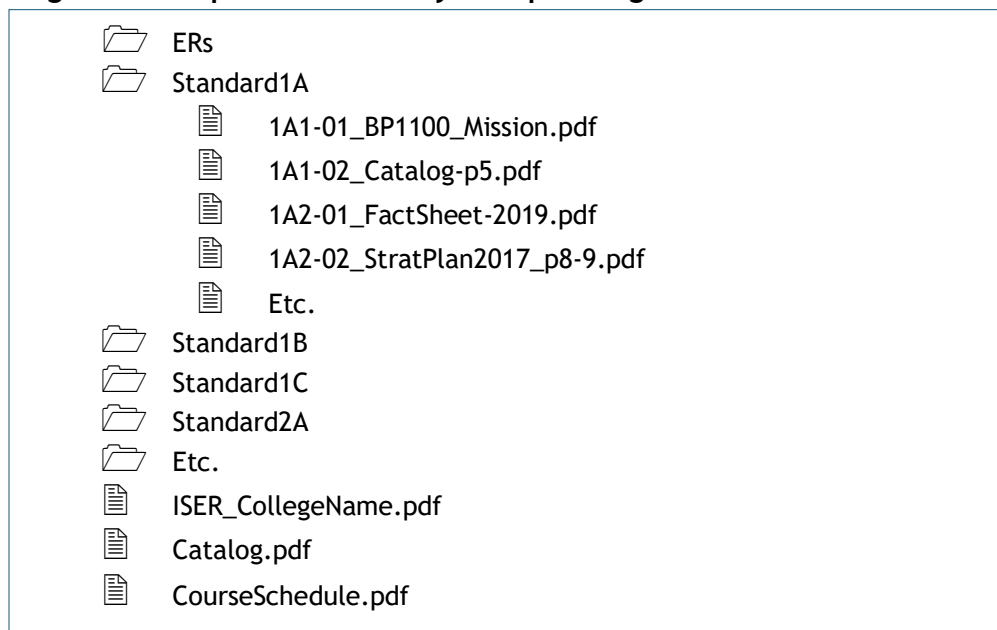 ERs
Standard1A
1A1-01_BP1100_Mission.pdf
1A1-02_Catalog-p5.pdf
1A2-01_FactSheet-2019.pdf
1A2-02_StratPlan2017_p8-9.pdf
Etc.
Standard1B
Standard1C
Standard2A
Etc.
ISER_CollegeName.pdf
Catalog.pdf
CourseSchedule.pdf